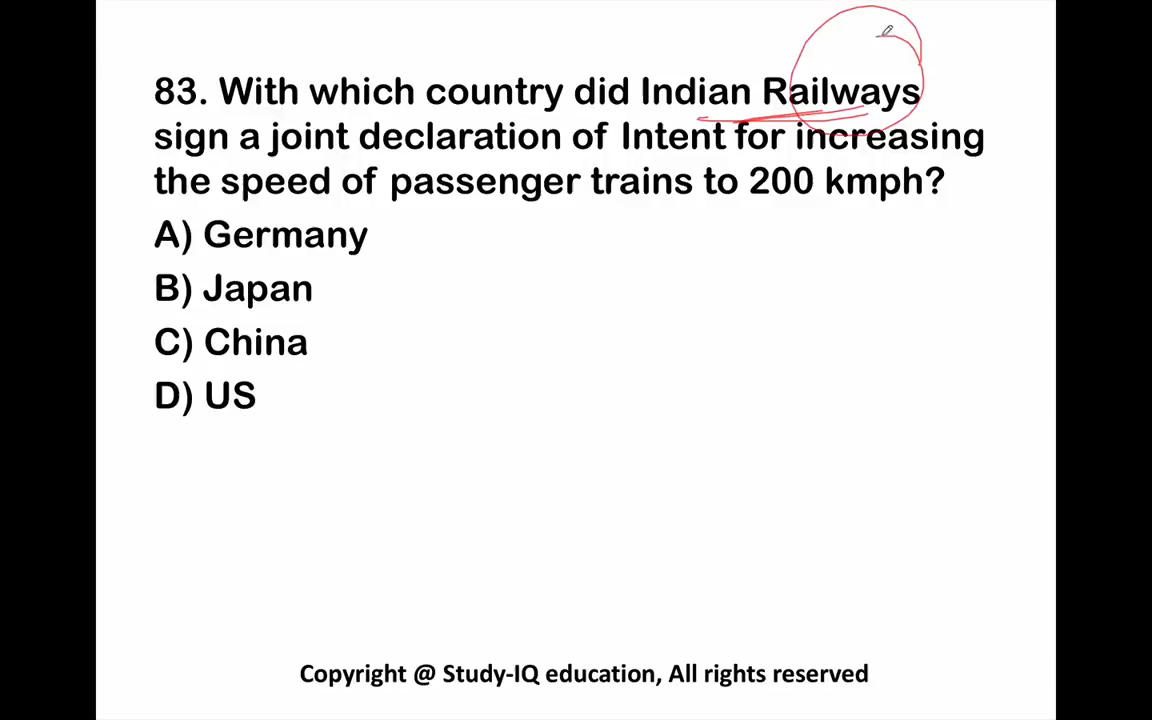 83. With which country did Indian Railways
sign a joint declaration of Intent for increasing
the speed of passenger trains to 200 kmph?
A) Germany
B) Japan
C) China
D) US
Copyright @ Study-IQ education, All rights reserved